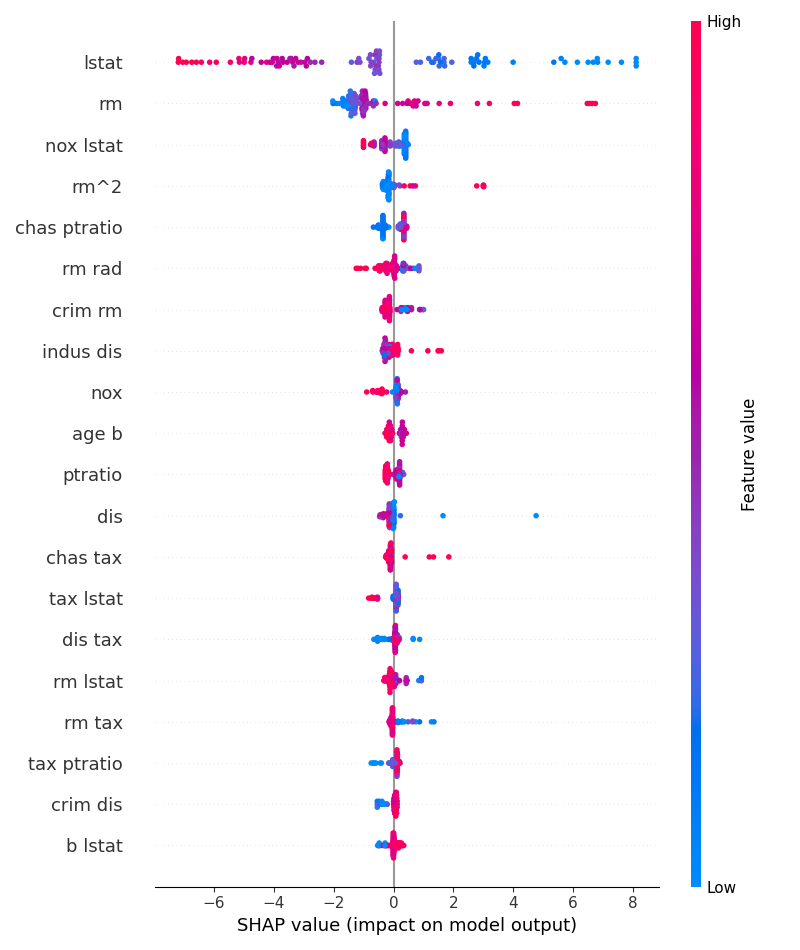 High
lstat
rm
nox lstat
rm^2
chas ptratio
rm rad
crim rm
indus dis
nox
age b
ptratio
dis
chas tax
tax lstat
dis tax
rm lstat
rm tax
tax ptratio
crim dis
b lstat
Feature value
Low
−6 −4 −2 0 2 4 6 8
SHAP value (impact on model output)